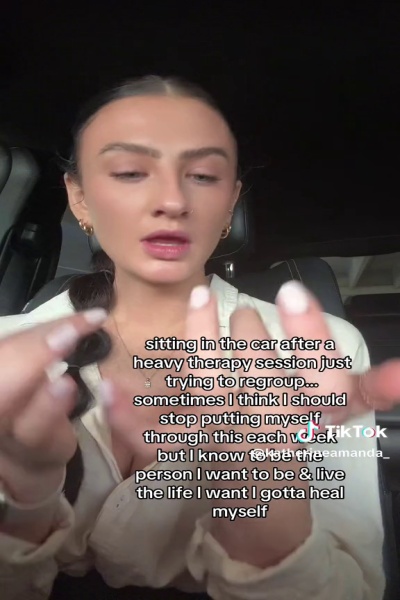 sitting in the car after a
heavy therapy session just
trying to regroup...
sometimes I think I should
stop putting myself
through this each week
but I know to be the
person I want to be & live
the life I want I gotta heal
myself
TikTok
@katherineamanda_